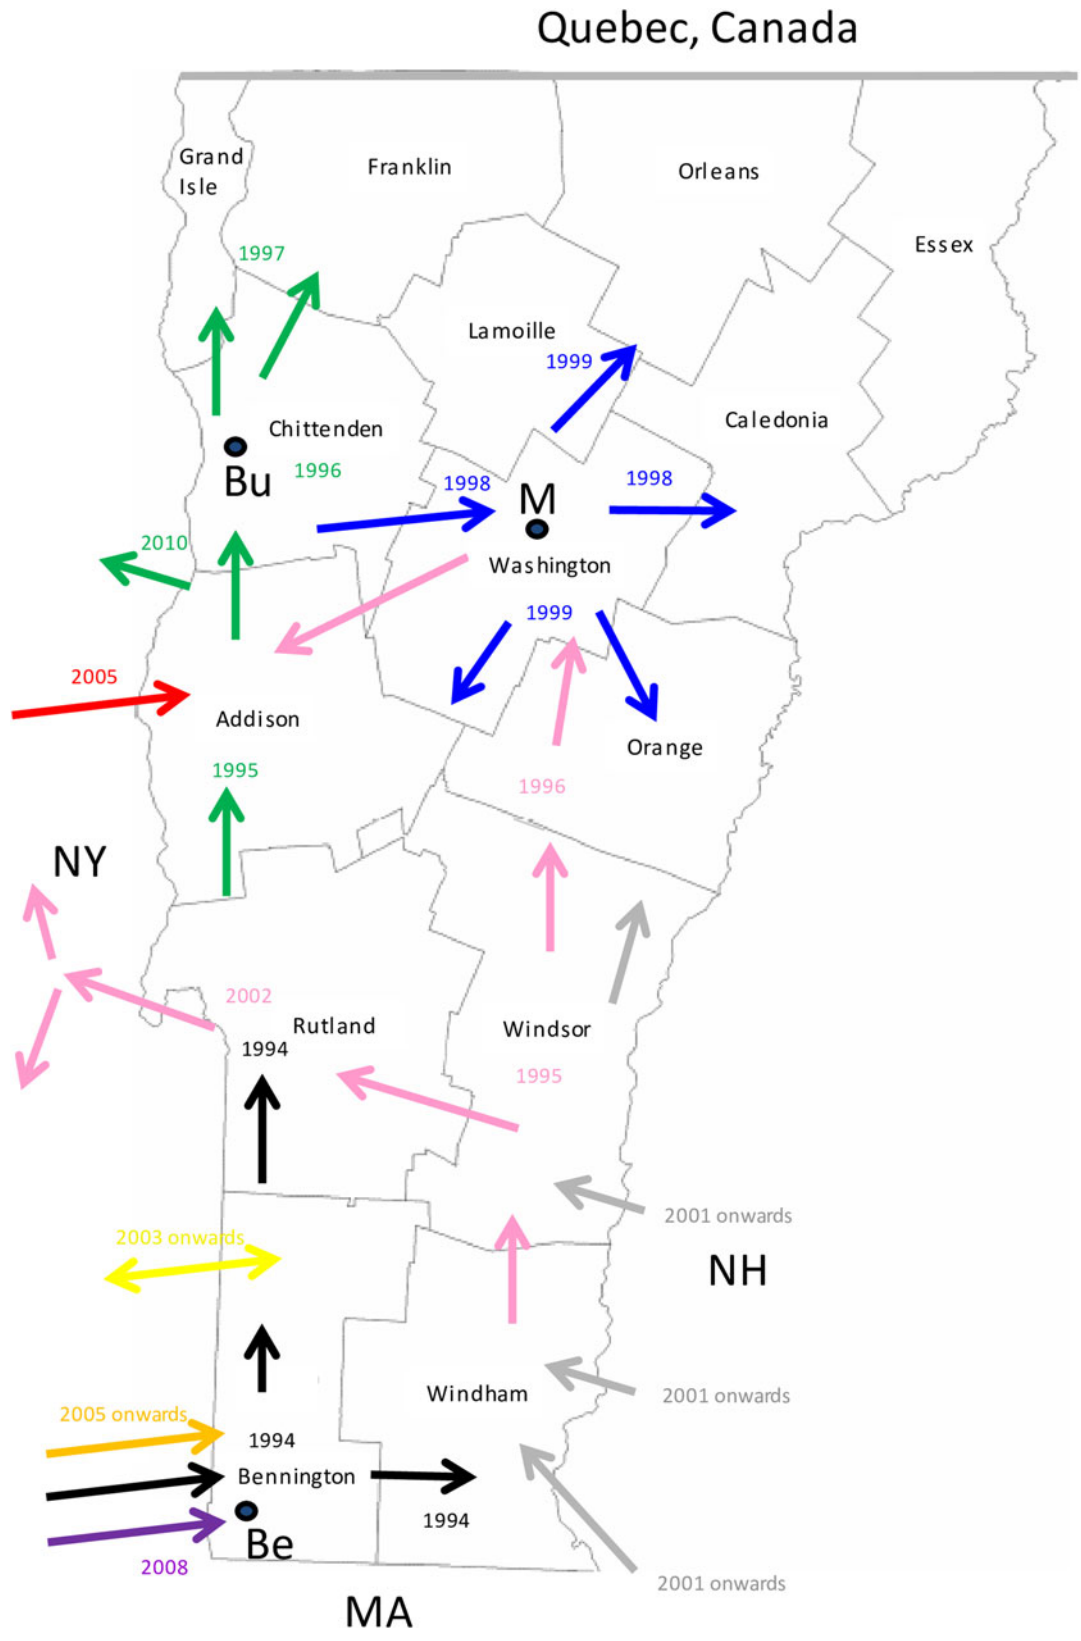 Quebec, Canada
Grand
Isle
Franklin
Orleans
Essex
1997
Lamoille
1999
Chittenden
Caledonia
1996
Bu
1998
M
1998
2010
Washington
1999
2005
Addison
Orange
1995
1996
NY
2002
Rutland
Windsor
1994
1995
2001 onwards
2003 onwards
NH
Windham
2001 onwards
2005 onwards
1994
Bennington
1994
Be
2008
2001 onwards
MA